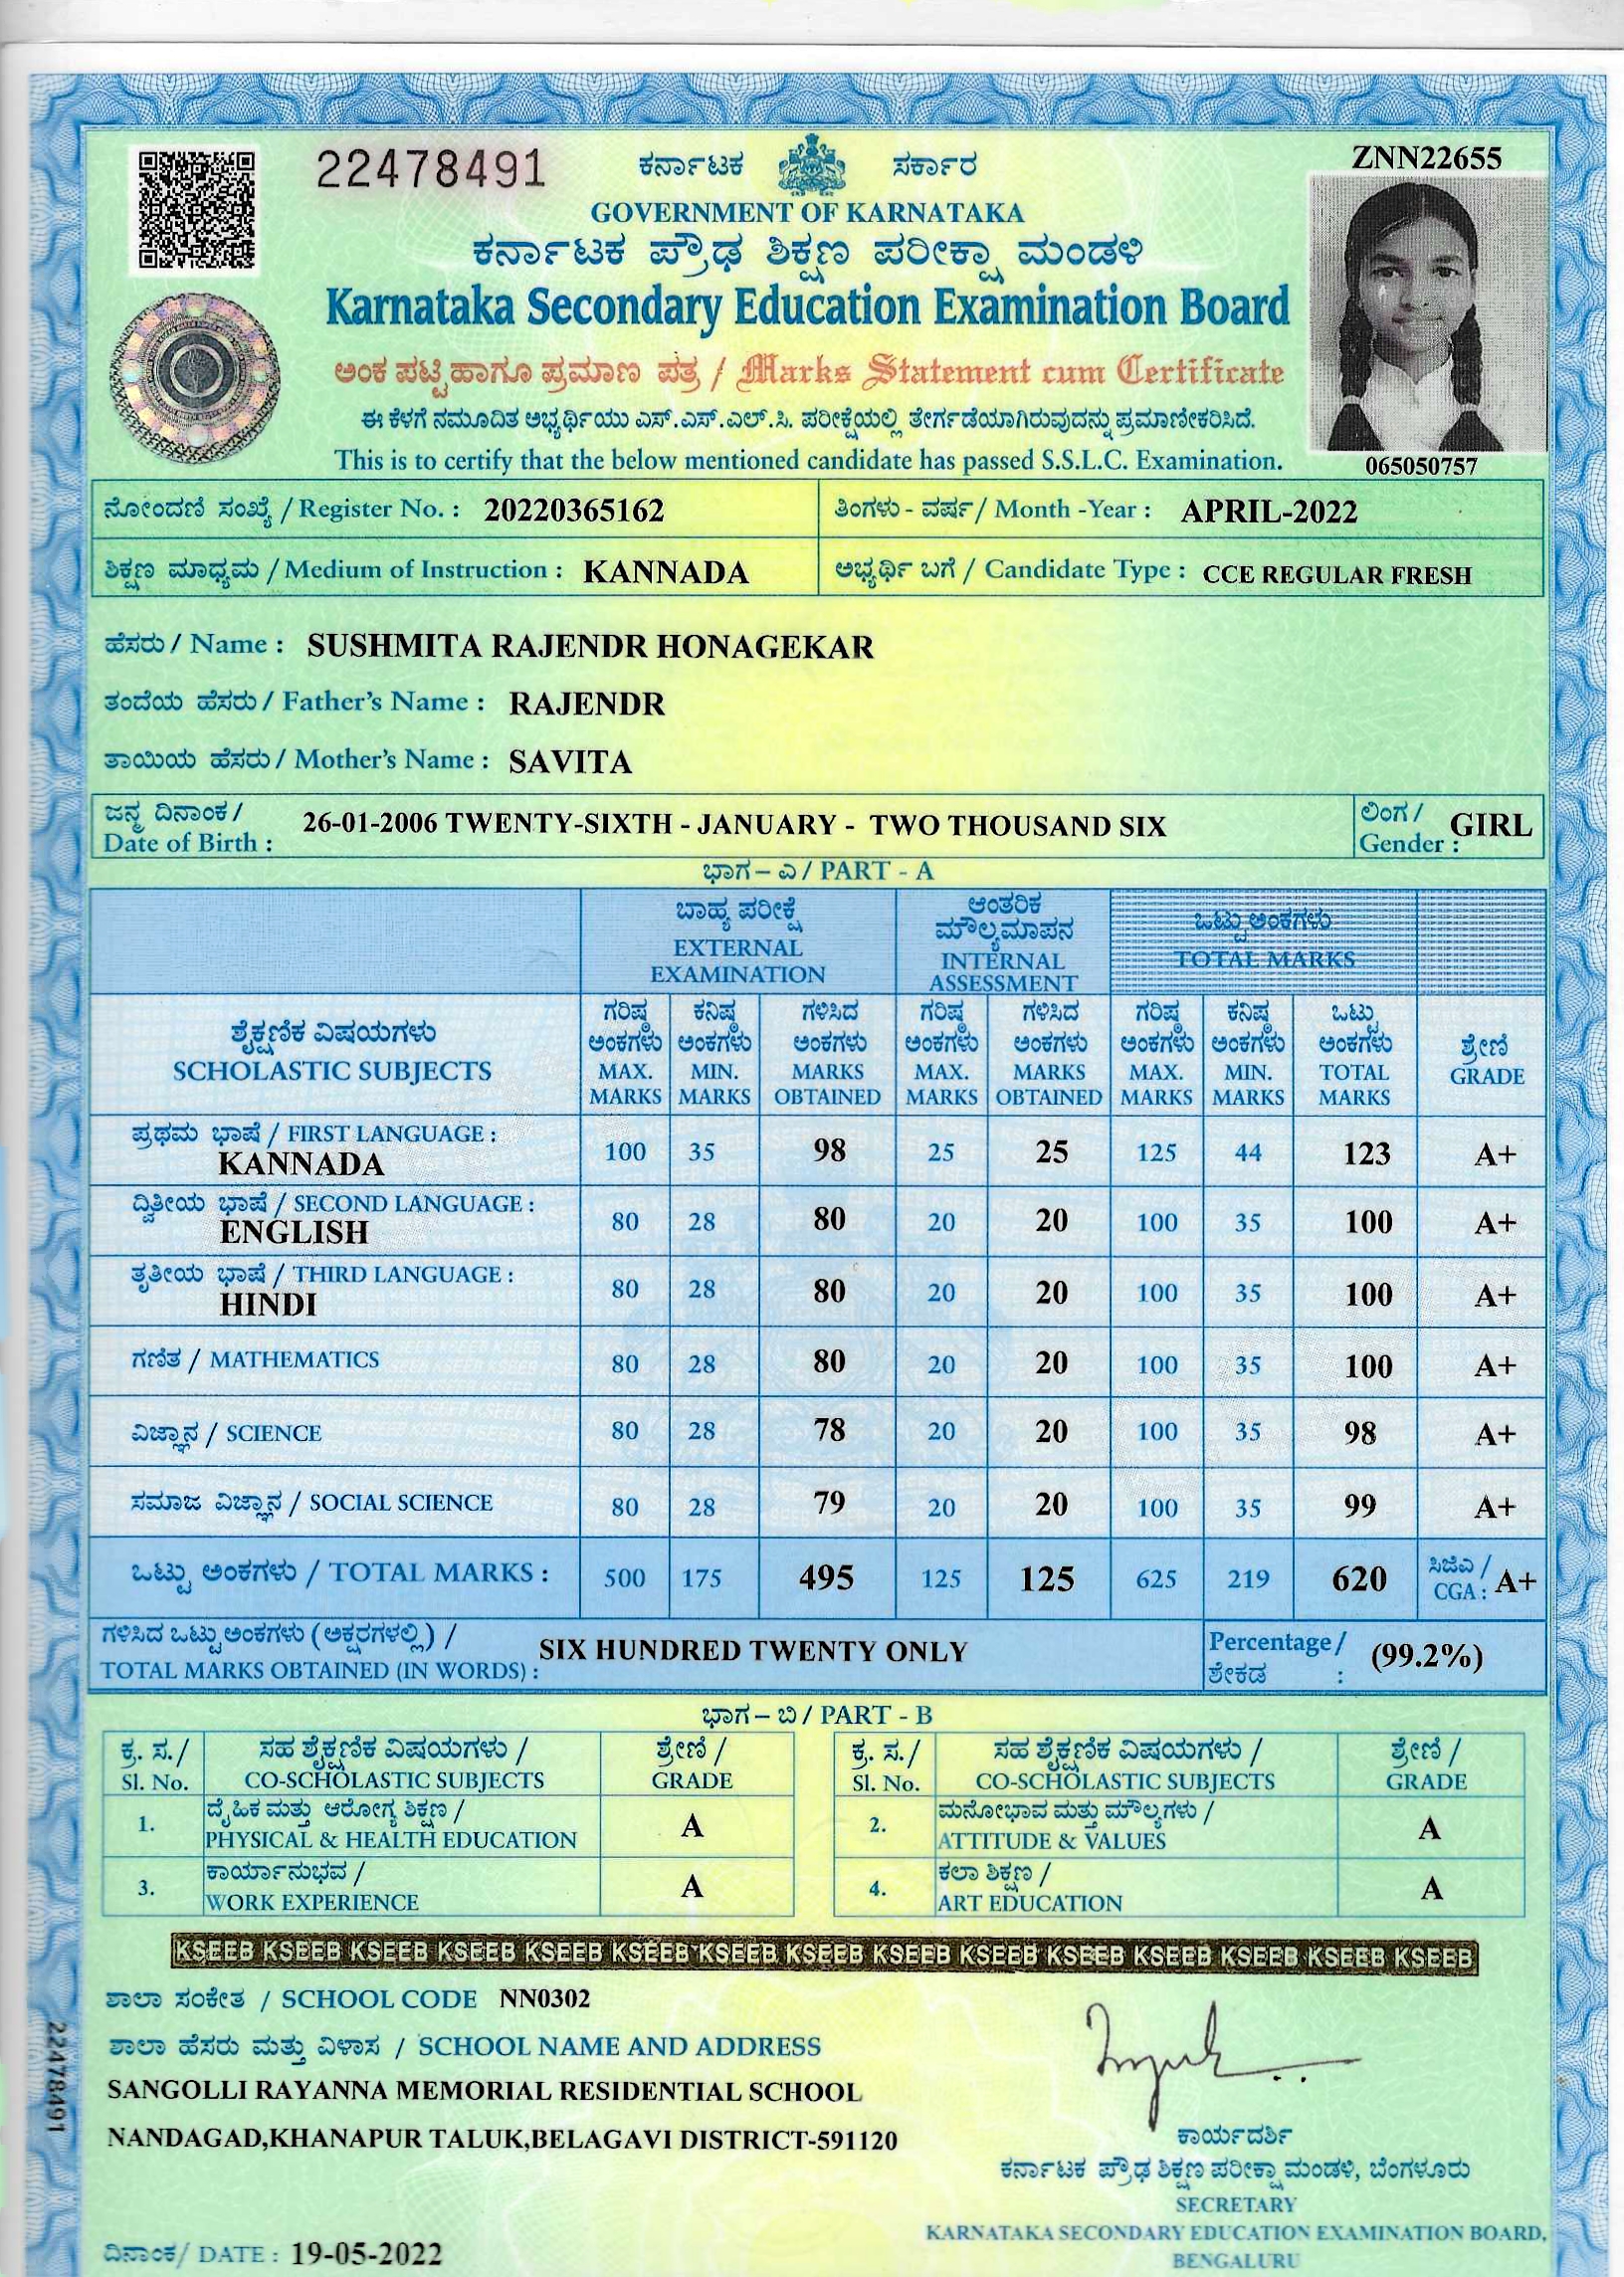 22478491
ಕರ್ನಾಟಕ ಸರ್ಕಾರ
ZNN22655
GOVERNMENT OF KARNATAKA
ಕರ್ನಾಟಕ ಪ್ರೌಢ ಶಿಕ್ಷಣ ಪರೀಕ್ಷಾ ಮಂಡಳಿ
Karnataka Secondary Education Examination Board
ಅಂಕ ಪಟ್ಟಿ ಹಾಗೂ ಪ್ರಮಾಣ ಪತ್ರ / Marks Statement cum Certificate
ಈ ಕೆಳಗೆ ನಮೂದಿತ ಅಭ್ಯರ್ಥಿಯು ಎಸ್.ಎಸ್.ಎಲ್.ಸಿ. ಪರೀಕ್ಷೆಯಲ್ಲಿ ತೇರ್ಗಡೆಯಾಗಿರುವುದನ್ನು ಪ್ರಮಾಣೀಕರಿಸಿದೆ.
This is to certify that the below mentioned candidate has passed S.S.L.C. Examination.
065050757
ನೋಂದಣಿ ಸಂಖ್ಯೆ / Register No. : 20220365162 ತಿಂಗಳು - ವರ್ಷ / Month -Year : APRIL-2022
ಶಿಕ್ಷಣ ಮಾಧ್ಯಮ / Medium of Instruction : KANNADA ಅಭ್ಯರ್ಥಿ ಬಗೆ / Candidate Type : CCE REGULAR FRESH
ಹೆಸರು / Name : SUSHMITA RAJENDR HONAGEKAR
ತಂದೆಯ ಹೆಸರು / Father's Name : RAJENDR
ತಾಯಿಯ ಹೆಸರು / Mother's Name : SAVITA
ಜನ್ಮ ದಿನಾಂಕ / ಲಿಂಗ /
Date of Birth : 26-01-2006 TWENTY-SIXTH - JANUARY - TWO THOUSAND SIX Gender : GIRL
ಭಾಗ – ಎ / PART - A
ಬಾಹ್ಯ ಪರೀಕ್ಷೆ
EXTERNAL
EXAMINATION
ಆಂತರಿಕ
ಮೌಲ್ಯಮಾಪನ
INTERNAL
ASSESSMENT
ಒಟ್ಟು ಅಂಕಗಳು
TOTAL MARKS
ಶೈಕ್ಷಣಿಕ ವಿಷಯಗಳು
SCHOLASTIC SUBJECTS
ಗರಿಷ್ಠ ಕನಿಷ್ಠ ಗಳಿಸಿದ ಗರಿಷ್ಠ ಗಳಿಸಿದ ಗರಿಷ್ಠ ಕನಿಷ್ಠ ಒಟ್ಟು
ಅಂಕಗಳು ಅಂಕಗಳು ಅಂಕಗಳು ಅಂಕಗಳು ಅಂಕಗಳು ಅಂಕಗಳು ಅಂಕಗಳು ಅಂಕಗಳು ಶ್ರೇಣಿ
MAX. MIN. MARKS MAX. MARKS MAX. MIN. TOTAL GRADE
MARKS MARKS OBTAINED MARKS OBTAINED MARKS MARKS MARKS
ಪ್ರಥಮ ಭಾಷೆ / FIRST LANGUAGE :
KANNADA 100 35 98 25 25 125 44 123 A+
ದ್ವಿತೀಯ ಭಾಷೆ / SECOND LANGUAGE :
ENGLISH 80 28 80 20 20 100 35 100 A+
ತೃತೀಯ ಭಾಷೆ / THIRD LANGUAGE :
HINDI 80 28 80 20 20 100 35 100 A+
ಗಣಿತ / MATHEMATICS 80 28 80 20 20 100 35 100 A+
ವಿಜ್ಞಾನ / SCIENCE 80 28 78 20 20 100 35 98 A+
ಸಮಾಜ ವಿಜ್ಞಾನ / SOCIAL SCIENCE 80 28 79 20 20 100 35 99 A+
ಒಟ್ಟು ಅಂಕಗಳು / TOTAL MARKS : 500 175 495 125 125 625 219 620 ಸಿಜಿಎ / CGA : A+
ಗಳಿಸಿದ ಒಟ್ಟು ಅಂಕಗಳು (ಅಕ್ಷರಗಳಲ್ಲಿ) /
TOTAL MARKS OBTAINED (IN WORDS) : SIX HUNDRED TWENTY ONLY
Percentage /
ಶೇಕಡ : (99.2%)
ಭಾಗ – ಬಿ / PART - B
ಕ್ರ. ಸ. / ಸಹ ಶೈಕ್ಷಣಿಕ ವಿಷಯಗಳು / ಶ್ರೇಣಿ / ಕ್ರ. ಸ. / ಸಹ ಶೈಕ್ಷಣಿಕ ವಿಷಯಗಳು / ಶ್ರೇಣಿ /
Sl. No. CO-SCHOLASTIC SUBJECTS GRADE Sl. No. CO-SCHOLASTIC SUBJECTS GRADE
ದೈಹಿಕ ಮತ್ತು ಆರೋಗ್ಯ ಶಿಕ್ಷಣ / ಮನೋಭಾವ ಮತ್ತು ಮೌಲ್ಯಗಳು /
1. PHYSICAL & HEALTH EDUCATION A 2. ATTITUDE & VALUES A
ಕಾರ್ಯಾನುಭವ / ಕಲಾ ಶಿಕ್ಷಣ /
3. WORK EXPERIENCE A 4. ART EDUCATION A
KSEEB KSEEB KSEEB KSEEB KSEEB KSEEB KSEEB KSEEB KSEEB KSEEB KSEEB KSEEB KSEEB KSEEB KSEEB
ಶಾಲಾ ಸಂಕೇತ / SCHOOL CODE NN0302
ಶಾಲಾ ಹೆಸರು ಮತ್ತು ವಿಳಾಸ / SCHOOL NAME AND ADDRESS
SANGOLLI RAYANNA MEMORIAL RESIDENTIAL SCHOOL
NANDAGAD,KHANAPUR TALUK,BELAGAVI DISTRICT-591120
22478491
ಕಾರ್ಯದರ್ಶಿ
ಕರ್ನಾಟಕ ಪ್ರೌಢ ಶಿಕ್ಷಣ ಪರೀಕ್ಷಾ ಮಂಡಳಿ, ಬೆಂಗಳೂರು
SECRETARY
KARNATAKA SECONDARY EDUCATION EXAMINATION BOARD,
BENGALURU
ದಿನಾಂಕ/ DATE : 19-05-2022